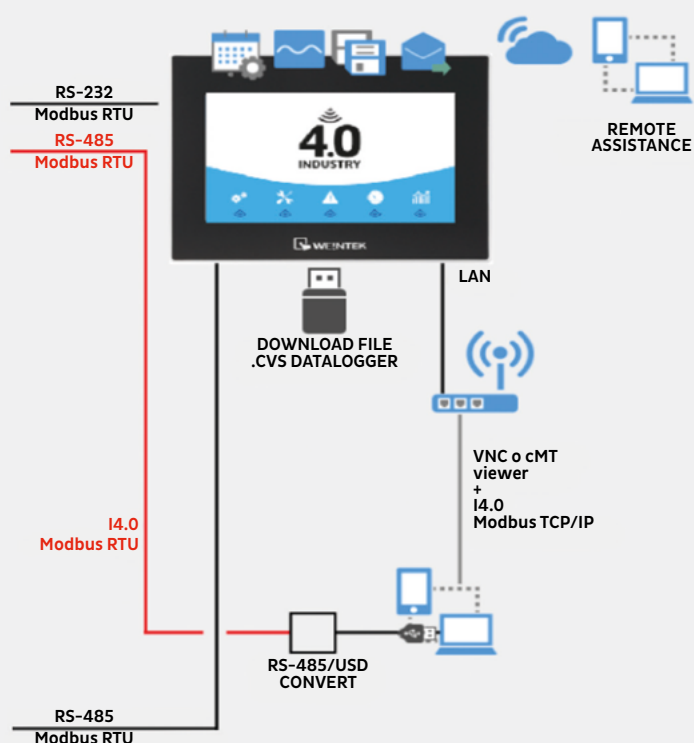 RS-232
Modbus RTU
RS-485
Modbus RTU
4.0
INDUSTRY
WEINTEK
REMOTE
ASSISTANCE
LAN
DOWNLOAD FILE
.CVS DATALOGGER
VNC o cMT
viewer
+
I4.0
Modbus TCP/IP
I4.0
Modbus RTU
RS-485/USD
CONVERT
RS-485
Modbus RTU